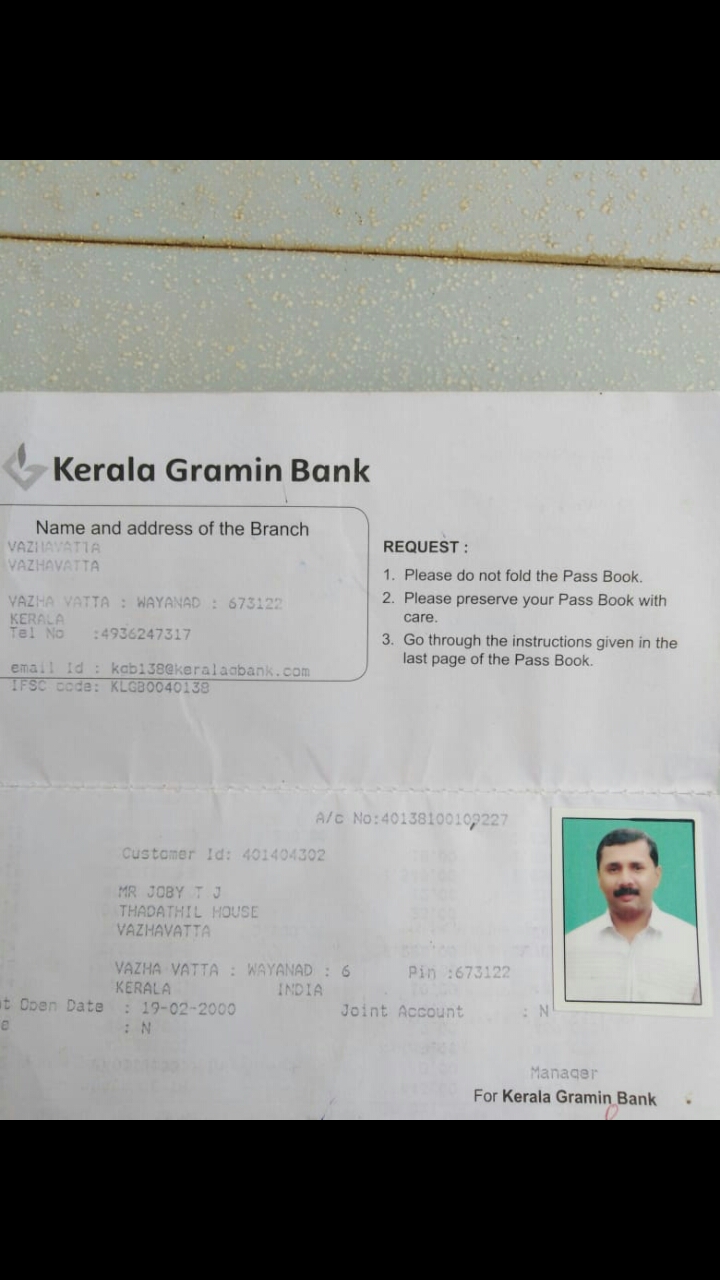 Kerala Gramin Bank
Name and address of the Branch
VAZHAVATTA
VAZHAVATTA
VAZHA VATTA : WAYANAD : 673122
KERALA
Tel No :4936247317
email Id : kgb138@keralagbank.com
IFSC code: KLGB0040138
REQUEST :
1. Please do not fold the Pass Book.
2. Please preserve your Pass Book with
care.
3. Go through the instructions given in the
last page of the Pass Book.
A/c No:40138100109227
Customer Id: 401404302
MR JOBY T J
THADATHIL HOUSE
VAZHAVATTA
VAZHA VATTA : WAYANAD : 6 Pin :673122
KERALA INDIA
t Open Date : 19-02-2000 Joint Account : N
e : N
Manager
For Kerala Gramin Bank